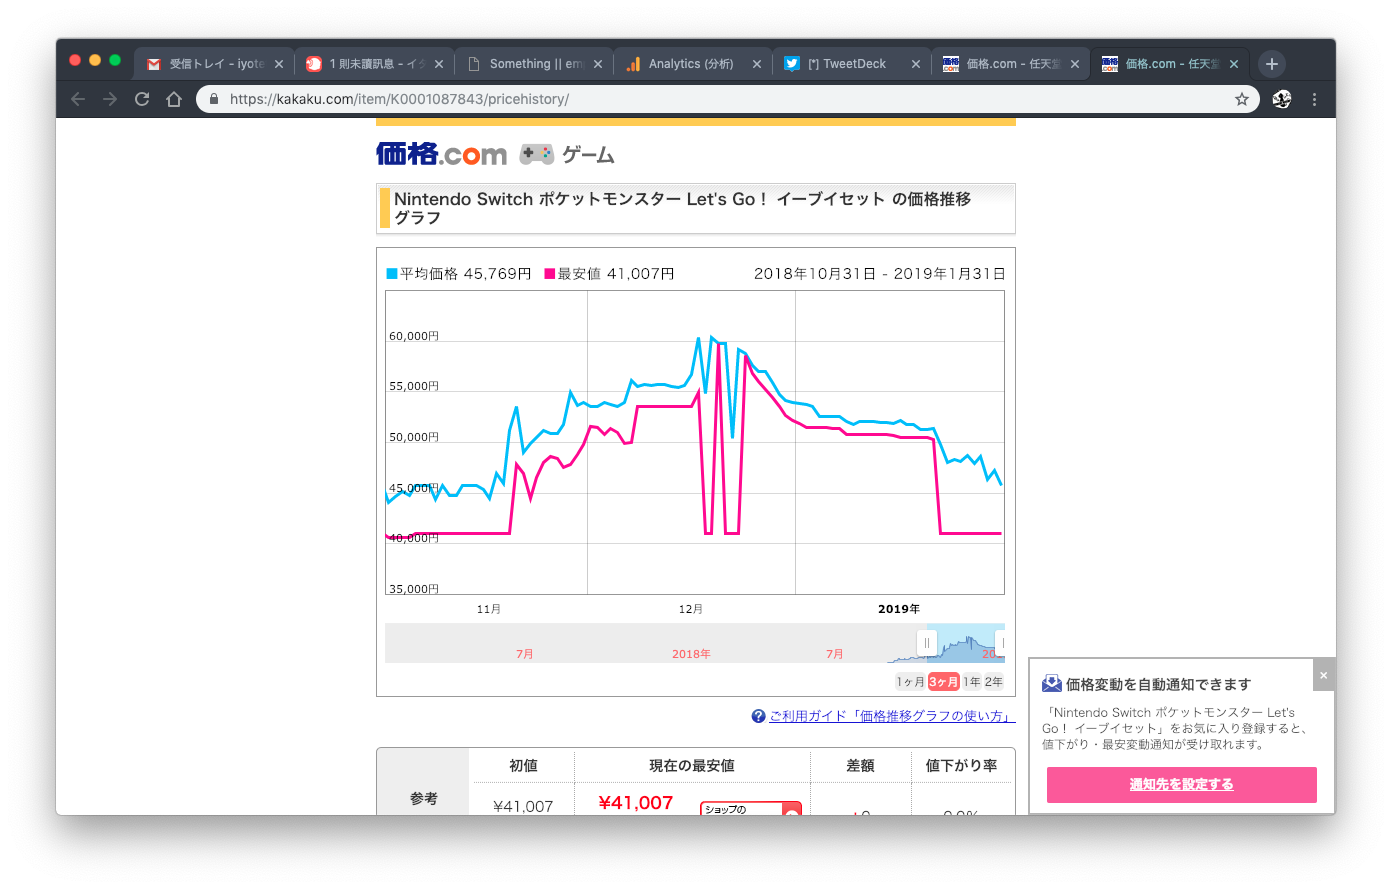 受信トレイ - iyote
1 則未讀訊息 - イ
Something || em
Analytics (分析)
[*] TweetDeck
価格.com - 任天堂
価格.com - 任天堂
https://kakaku.com/item/K0001087843/pricehistory/
価格.com ゲーム
Nintendo Switch ポケットモンスター Let's Go！ イーブイセット の価格推移
グラフ
平均価格 45,769円 最安値 41,007円 2018年10月31日 - 2019年1月31日
60,000円
55,000円
50,000円
45,000円
40,000円
35,000円
11月 12月 2019年
7月 2018年 7月 20
1ヶ月 3ヶ月 1年 2年
? ご利用ガイド「価格推移グラフの使い方」
初値 現在の最安値 差額 値下がり率
参考
¥41,007 ¥41,007
ショップの
価格変動を自動通知できます
「Nintendo Switch ポケットモンスター Let's
Go！ イーブイセット」をお気に入り登録すると、
値下がり・最安変動通知が受け取れます。
通知先を設定する